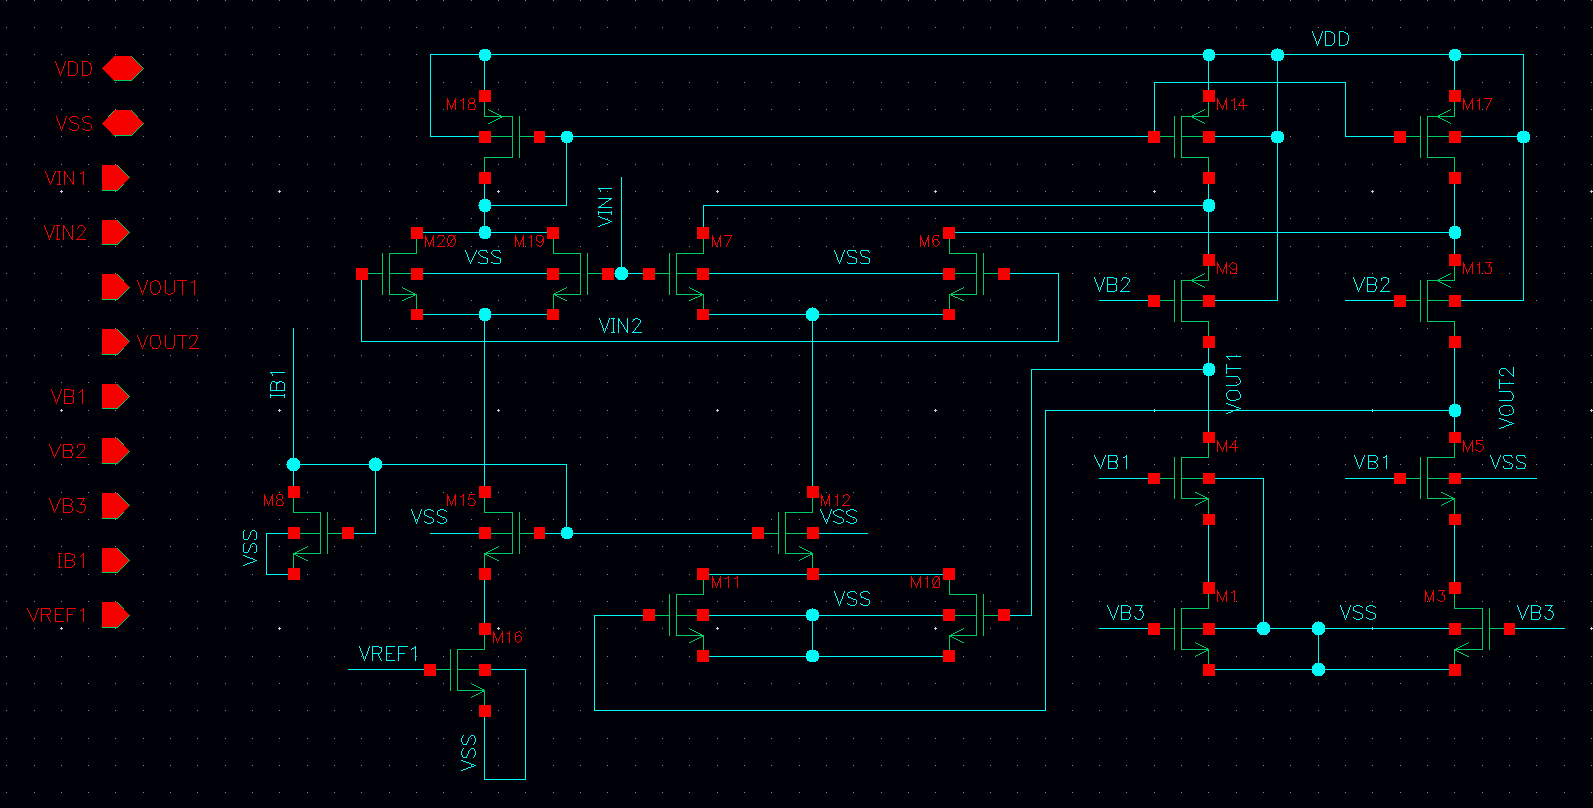 VDD
VDD
M18
M14
M17
VSS
VIN1
VIN1
VIN2
M20
M19
M7
M6
VSS
VSS
M9
M13
VB2
VB2
VOUT1
VIN2
VOUT2
VOUT1
VOUT2
IB1
VB1
M4
M5
VB2
VB1
VB1
VSS
M8
M15
M12
VB3
VSS
VSS
VSS
IB1
M11
M10
VSS
M1
M3
VREF1
VB3
VSS
VB3
M16
VREF1
VSS